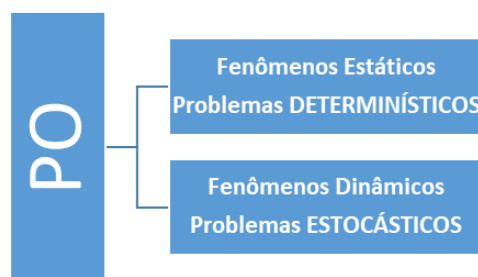 PO
Fenômenos Estáticos
Problemas DETERMINÍSTICOS
Fenômenos Dinâmicos
Problemas ESTOCÁSTICOS